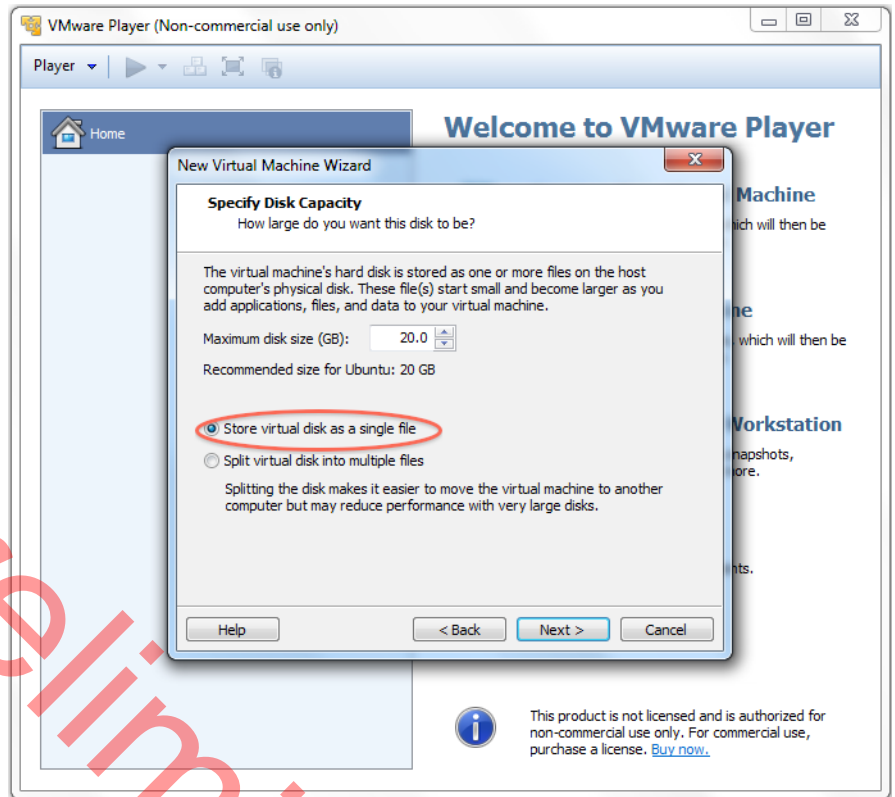 VMware Player (Non-commercial use only)
Player
Home
Welcome to VMware Player
New Virtual Machine Wizard
Machine
which will then be
Specify Disk Capacity
How large do you want this disk to be?
The virtual machine's hard disk is stored as one or more files on the host
computer's physical disk. These file(s) start small and become larger as you
add applications, files, and data to your virtual machine.
Maximum disk size (GB): 20.0
which will then be
Recommended size for Ubuntu: 20 GB
Store virtual disk as a single file
Workstation
Split virtual disk into multiple files
Splitting the disk makes it easier to move the virtual machine to another
computer but may reduce performance with very large disks.
Help
< Back
Next >
Cancel
This product is not licensed and is authorized for
non-commercial use only. For commercial use,
purchase a license. Buy now.